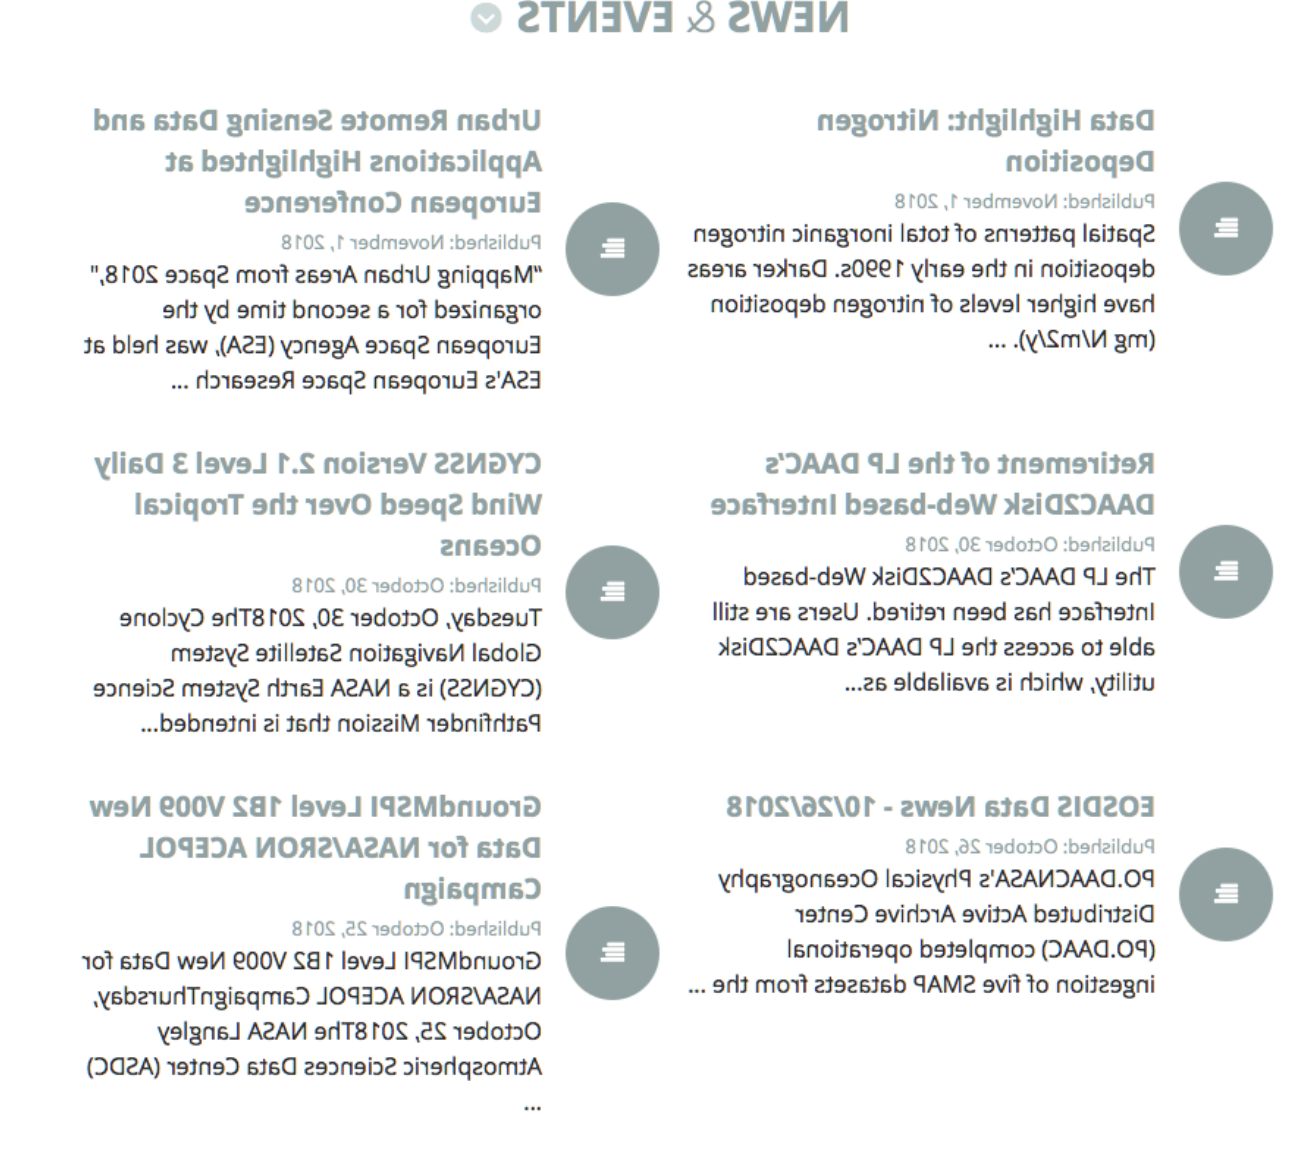 NEWS & EVENTS
Data Highlight: Nitrogen
Deposition
Published: November 1, 2018
Spatial patterns of total inorganic nitrogen
deposition in the early 1990s. Darker areas
have higher levels of nitrogen deposition
(mg N/m2/y). ...
Urban Remote Sensing Data and
Applications Highlighted at
European Conference
Published: November 1, 2018
“Mapping Urban Areas from Space 2018,"
organized for a second time by the
European Space Agency (ESA), was held at
ESA's European Space Research ...
Retirement of the LP DAAC’s
DAAC2Disk Web-based Interface
Published: October 30, 2018
The LP DAAC’s DAAC2Disk Web-based
Interface has been retired. Users are still
able to access the LP DAAC’s DAAC2Disk
utility, which is available as...
CYGNSS Version 2.1 Level 3 Daily
Wind Speed Over the Tropical
Oceans
Published: October 30, 2018
Tuesday, October 30, 2018The Cyclone
Global Navigation Satellite System
(CYGNSS) is a NASA Earth System Science
Pathfinder Mission that is intended...
EOSDIS Data News - 10/26/2018
Published: October 26, 2018
PO.DAACNASA's Physical Oceanography
Distributed Active Archive Center
(PO.DAAC) completed operational
ingestion of five SMAP datasets from the ...
GroundMSPI Level 1B2 V009 New
Data for NASA/SRON ACEPOL
Campaign
Published: October 25, 2018
GroundMSPI Level 1B2 V009 New Data for
NASA/SRON ACEPOL CampaignThursday,
October 25, 2018The NASA Langley
Atmospheric Sciences Data Center (ASDC)
...